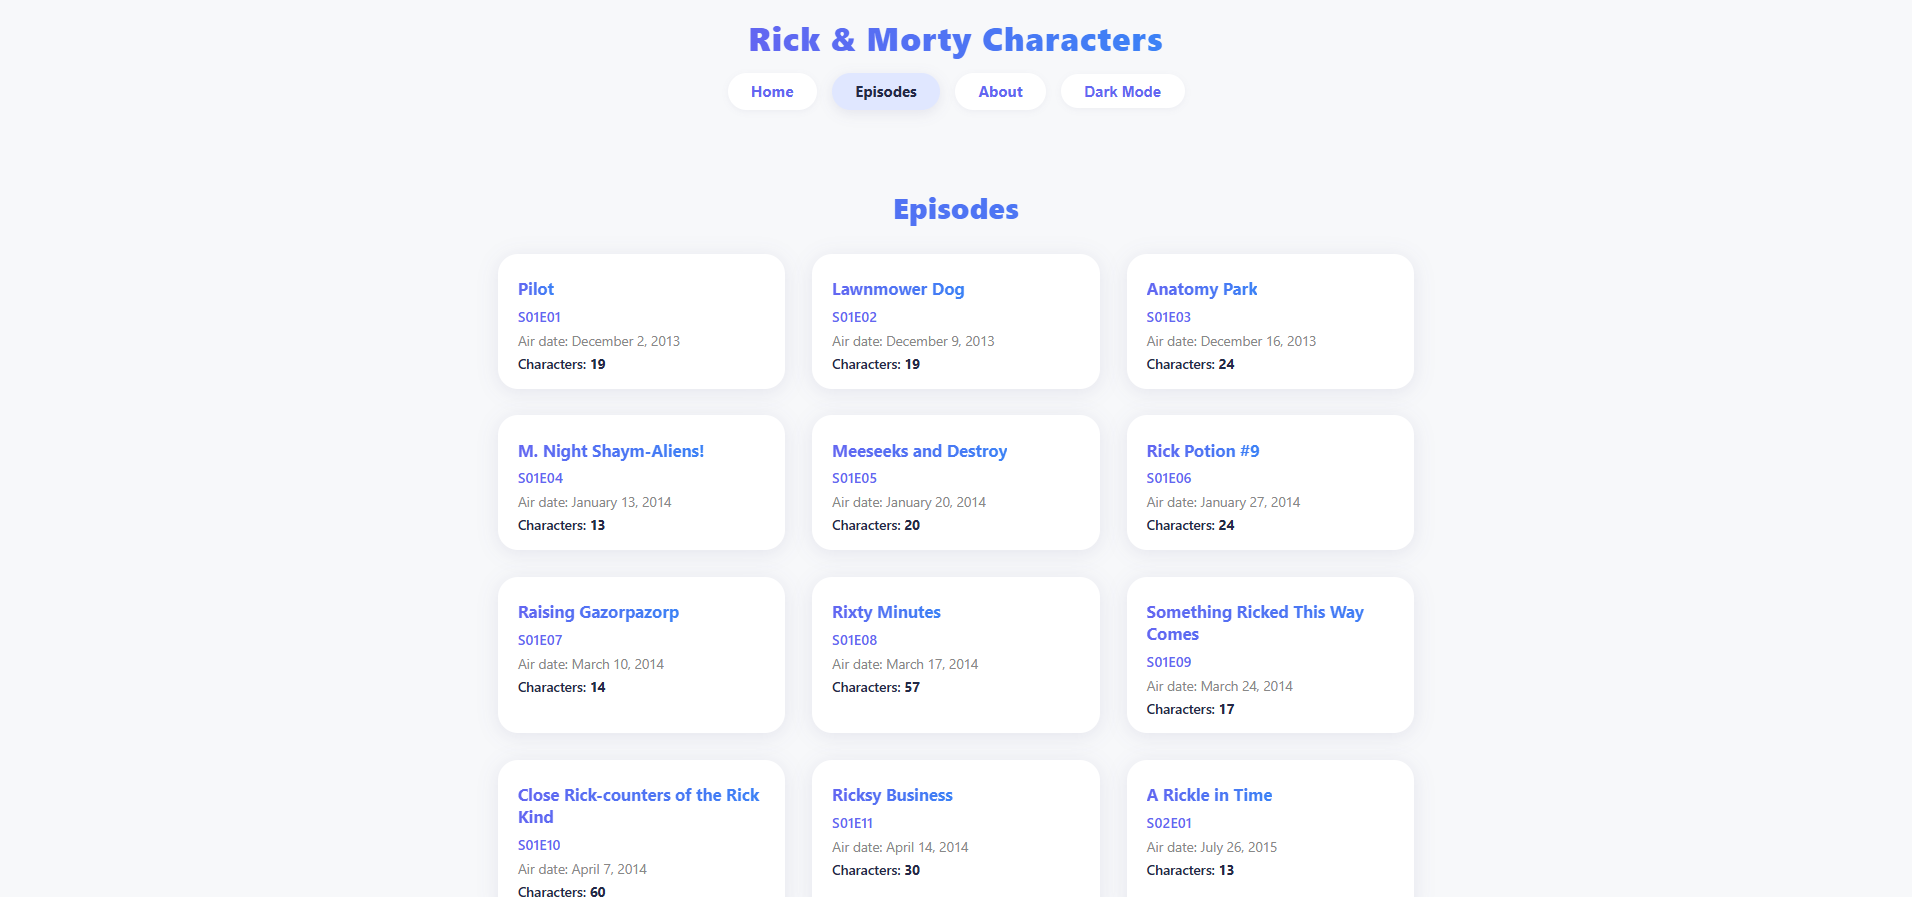 Rick & Morty Characters
Home Episodes About Dark Mode
Episodes
Pilot
S01E01
Air date: December 2, 2013
Characters: 19
Lawnmower Dog
S01E02
Air date: December 9, 2013
Characters: 19
Anatomy Park
S01E03
Air date: December 16, 2013
Characters: 24
M. Night Shaym-Aliens!
S01E04
Air date: January 13, 2014
Characters: 13
Meeseeks and Destroy
S01E05
Air date: January 20, 2014
Characters: 20
Rick Potion #9
S01E06
Air date: January 27, 2014
Characters: 24
Raising Gazorpazorp
S01E07
Air date: March 10, 2014
Characters: 14
Rixty Minutes
S01E08
Air date: March 17, 2014
Characters: 57
Something Ricked This Way
Comes
S01E09
Air date: March 24, 2014
Characters: 17
Close Rick-counters of the Rick
Kind
S01E10
Air date: April 7, 2014
Characters: 60
Ricksy Business
S01E11
Air date: April 14, 2014
Characters: 30
A Rickle in Time
S02E01
Air date: July 26, 2015
Characters: 13